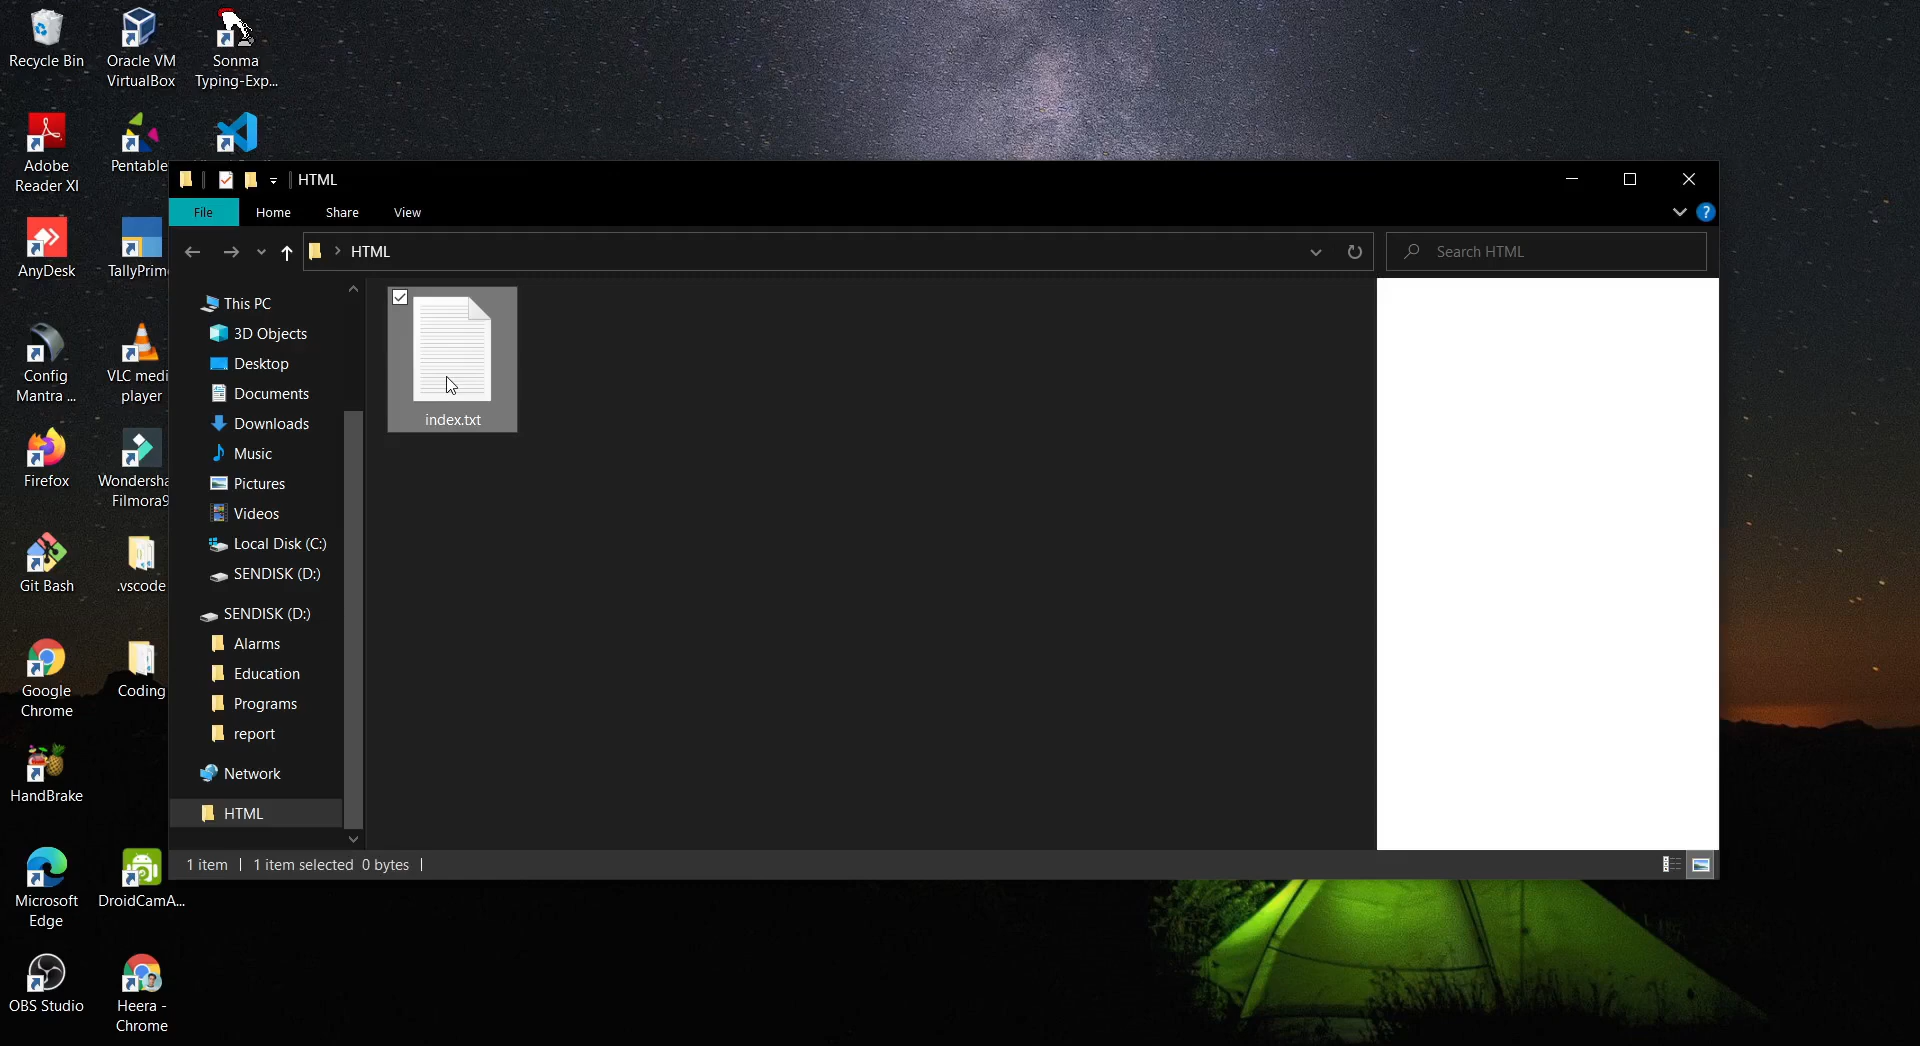 Recycle Bin
Oracle VM
VirtualBox
Sonma
Typing-Exp...
Adobe
Reader XI
Pentable
AnyDesk
TallyPrim
Config
Mantra ...
VLC medi
player
Firefox
Wondersha
Filmora9
Git Bash
.vscode
Google
Chrome
Coding
HandBrake
Microsoft
Edge
DroidCamA...
OBS Studio
Heera -
Chrome
HTML
File
Home
Share
View
?
HTML
Search HTML
This PC
3D Objects
Desktop
Documents
Downloads
Music
Pictures
Videos
Local Disk (C:)
SENDISK (D:)
SENDISK (D:)
Alarms
Education
Programs
report
Network
HTML
index.txt
1 item
1 item selected 0 bytes